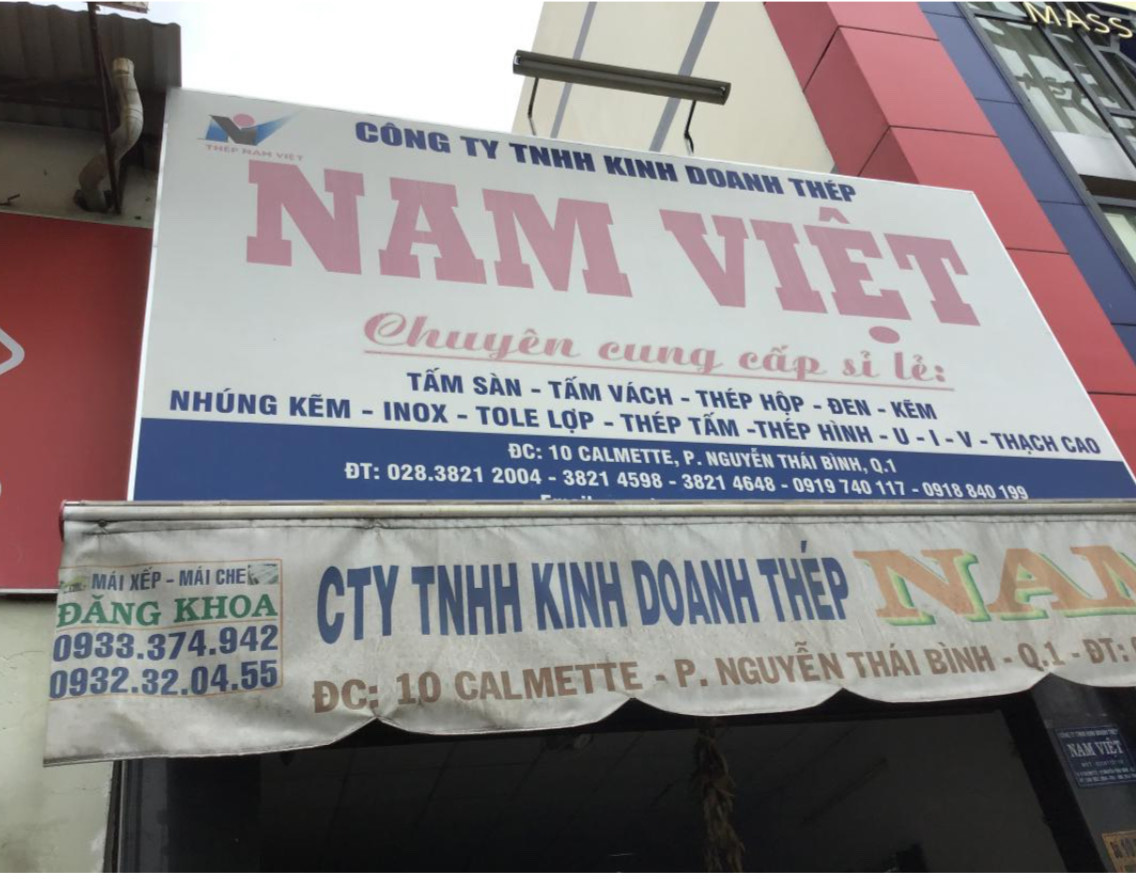 MASS
THÉP NAM VIỆT
CÔNG TY TNHH KINH DOANH THÉP
NAM VIỆT
Chuyên cung cấp sỉ lẻ:
TẤM SÀN - TẤM VÁCH - THÉP HỘP - ĐEN - KẼM
NHÚNG KẼM - INOX - TOLE LỢP - THÉP TẤM -THÉP HÌNH - U - I - V - THẠCH CAO
ĐC: 10 CALMETTE, P. NGUYỄN THÁI BÌNH, Q.1
ĐT: 028.3821 2004 - 3821 4598 - 3821 4648 - 0919 740 117 - 0918 840 199
MÁI XẾP - MÁI CHE
ĐĂNG KHOA
0933.374.942
0932.32.04.55
CTY TNHH KINH DOANH THÉP NAM
ĐC: 10 CALMETTE - P. NGUYỄN THÁI BÌNH - Q.1 - ĐT:
NAM VIỆT